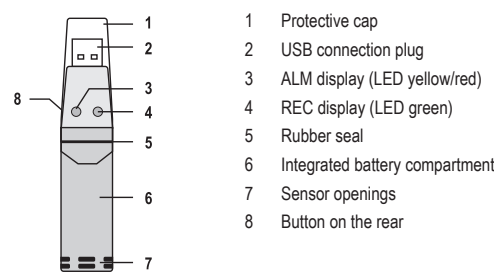 1
2
3
8
4
5
6
7
1 Protective cap
2 USB connection plug
3 ALM display (LED yellow/red)
4 REC display (LED green)
5 Rubber seal
6 Integrated battery compartment
7 Sensor openings
8 Button on the rear